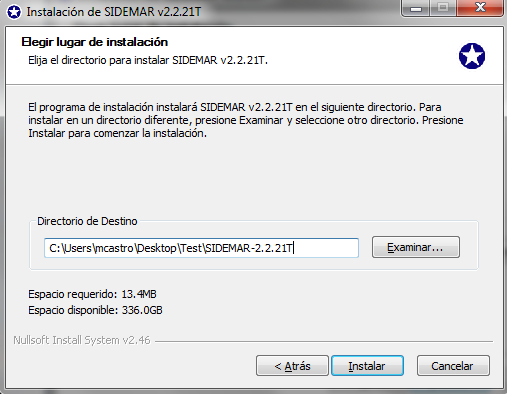 Instalación de SIDEMAR v2.2.21T
Elegir lugar de instalación
Elija el directorio para instalar SIDEMAR v2.2.21T.
El programa de instalación instalará SIDEMAR v2.2.21T en el siguiente directorio. Para
instalar en un directorio diferente, presione Examinar y seleccione otro directorio. Presione
Instalar para comenzar la instalación.
Directorio de Destino
C:\Users\mcastro\Desktop\Test\SIDEMAR-2.2.21T
Examinar...
Espacio requerido: 13.4MB
Espacio disponible: 336.0GB
Nullsoft Install System v2.46
< Atrás Instalar Cancelar